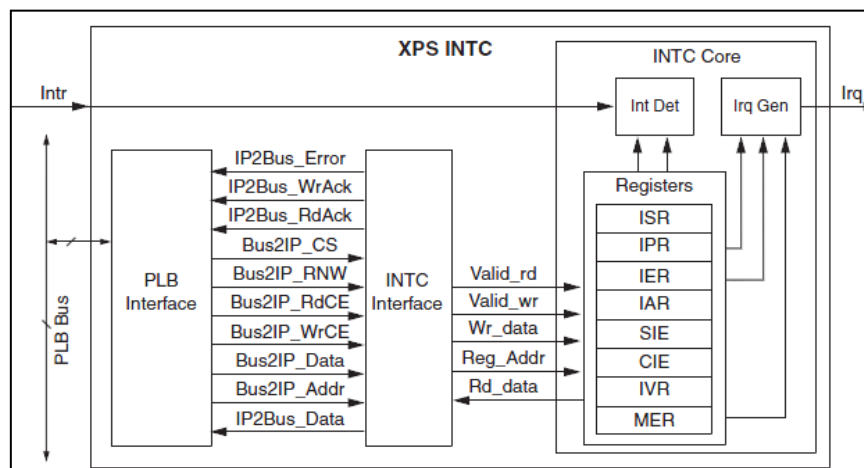 XPS INTC
INTC Core
Intr
Int Det
Irq Gen
Irq
PLB Bus
PLB
Interface
IP2Bus_Error
IP2Bus_WrAck
IP2Bus_RdAck
Bus2IP_CS
Bus2IP_RNW
Bus2IP_RdCE
Bus2IP_WrCE
Bus2IP_Data
Bus2IP_Addr
IP2Bus_Data
INTC
Interface
Valid_rd
Valid_wr
Wr_data
Reg_Addr
Rd_data
Registers
ISR
IPR
IER
IAR
SIE
CIE
IVR
MER